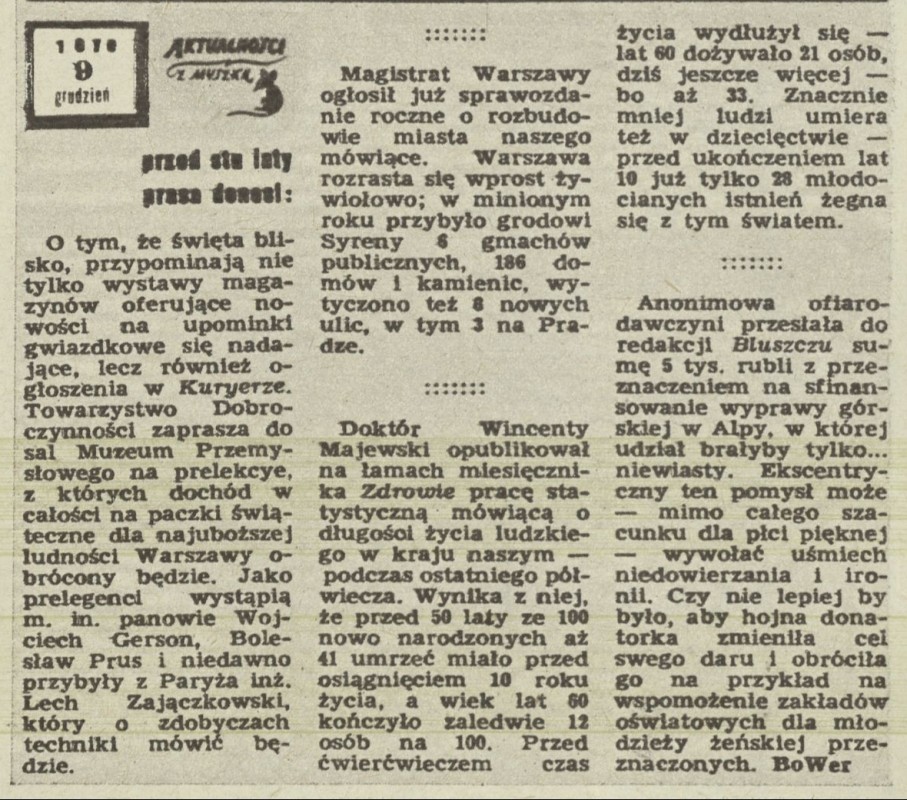 1878
9
grudzień
AKTUALNOŚCI
Z MYSZKĄ
przed stu laty
prasa donosi:
O tym, że święta bli-
sko, przypominają nie
tylko wystawy maga-
zynów oferujące no-
wości na upominki
gwiazdkowe się nada-
jące, lecz również o-
głoszenia w Kuryerze.
Towarzystwo Dobro-
czynności zaprasza do
sal Muzeum Przemy-
słowego na prelekcye,
z których dochód w
całości na paczki świą-
teczne dla najuboższej
ludności Warszawy o-
brócony będzie. Jako
prelegenci wystąpią
m. in. panowie Woj-
ciech Gerson, Bole-
sław Prus i niedawno
przybyły z Paryża inż.
Lech Zajączkowski,
który o zdobyczach
techniki mówić bę-
dzie.
:::::::
Magistrat Warszawy
ogłosił już sprawozda-
nie roczne o rozbudo-
wie miasta naszego
mówiące. Warszawa
rozrasta się wprost ży-
wiołowo; w minionym
roku przybyło grodowi
Syreny 6 gmachów
publicznych, 186 do-
mów i kamienic, wy-
tyczono też 8 nowych
ulic, w tym 3 na Pra-
dze.
:::::::
Doktór Wincenty
Majewski opublikował
na łamach miesięczni-
ka Zdrowie pracę sta-
tystyczną mówiącą o
długości życia ludzkie-
go w kraju naszym —
podczas ostatniego pół-
wiecza. Wynika z niej,
że przed 50 laty ze 100
nowo narodzonych aż
41 umrzeć miało przed
osiągnięciem 10 roku
życia, a wiek lat 60
kończyło zaledwie 12
osób na 100. Przed
ćwierćwieczem czas
życia wydłużył się —
lat 60 dożywało 21 osób,
dziś jeszcze więcej —
bo aż 33. Znacznie
mniej ludzi umiera
też w dziecięctwie —
przed ukończeniem lat
10 już tylko 28 młodo-
cianych istnień żegna
się z tym światem.
:::::::
Anonimowa ofiaro-
dawczyni przesłała do
redakcji Bluszczu su-
mę 5 tys. rubli z prze-
znaczeniem na sfinan-
sowanie wyprawy gór-
skiej w Alpy, w której
udział brałyby tylko...
niewiasty. Ekscentry-
czny ten pomysł może
— mimo całego sza-
cunku dla płci pięknej
— wywołać uśmiech
niedowierzania i iro-
nii. Czy nie lepiej by
było, aby hojna dona-
torka zmieniła cel
swego daru i obróciła
go na przykład na
wspomożenie zakładów
oświatowych dla mło-
dzieży żeńskiej prze-
znaczonych. BoWer